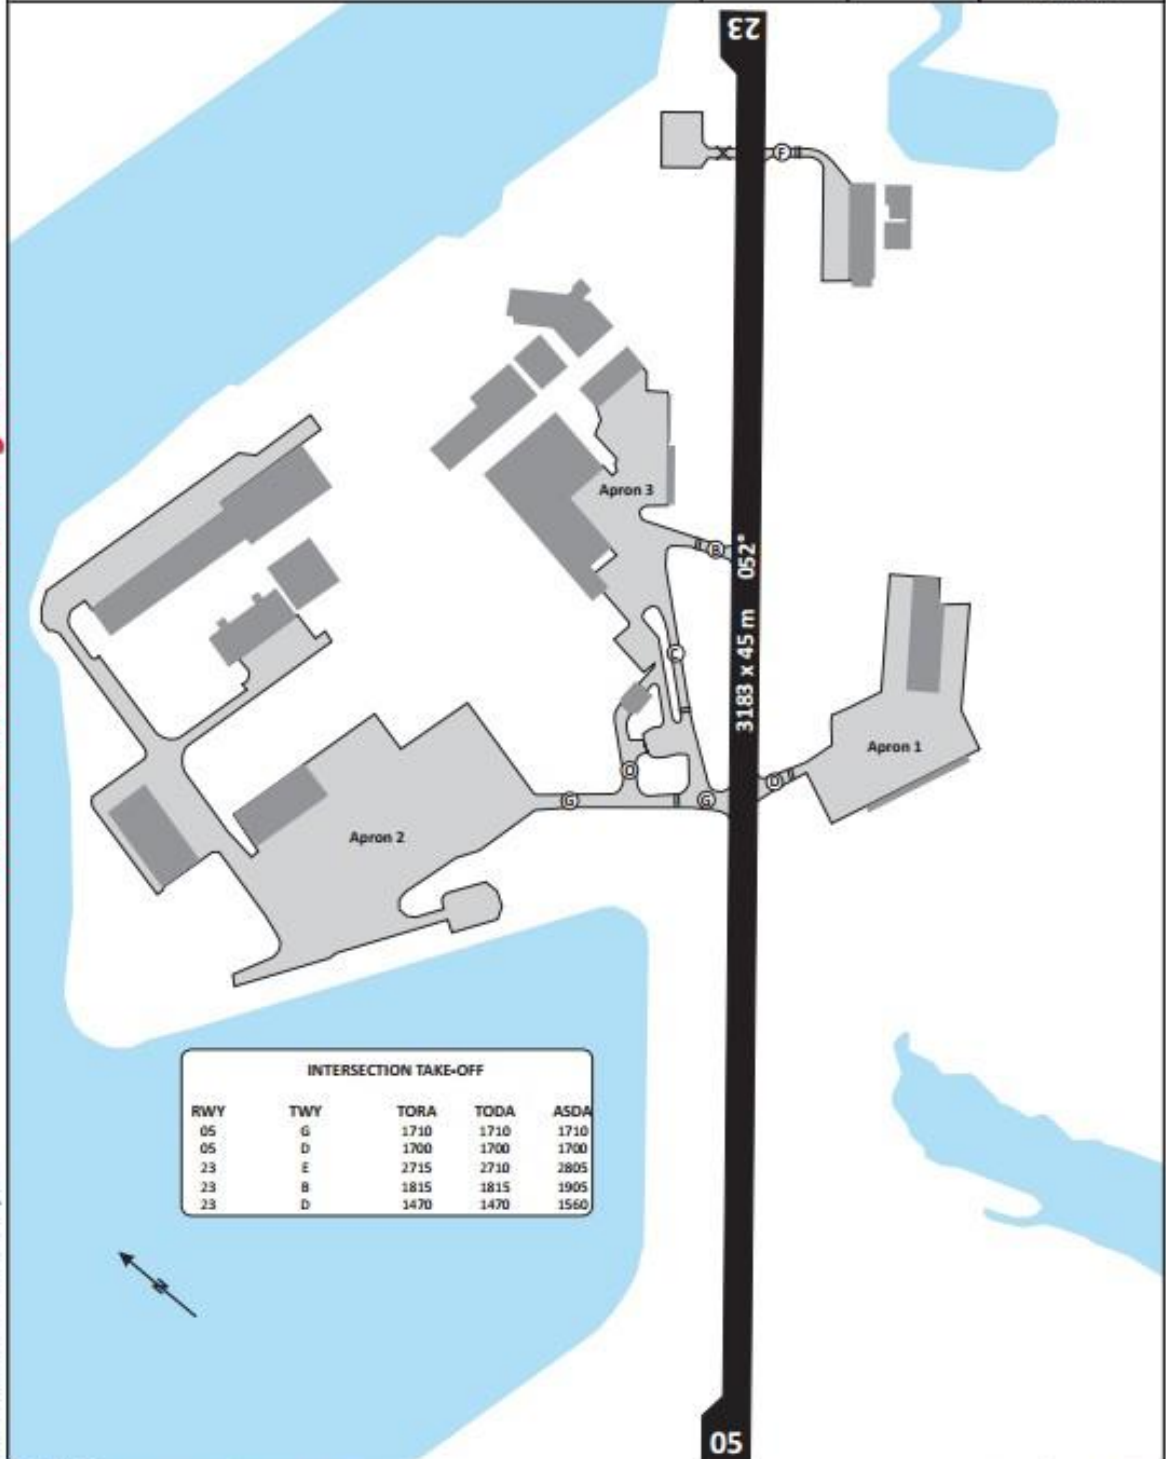 23
F
Apron 3
B
052°
3183 x 45 m
C
Apron 1
D
G
G
Apron 2
INTERSECTION TAKE-OFF
RWY TWY TORA TODA ASDA
05 G 1710 1710 1710
05 D 1700 1700 1700
23 E 2715 2710 2805
23 B 1815 1815 1905
23 D 1470 1470 1560
N
05